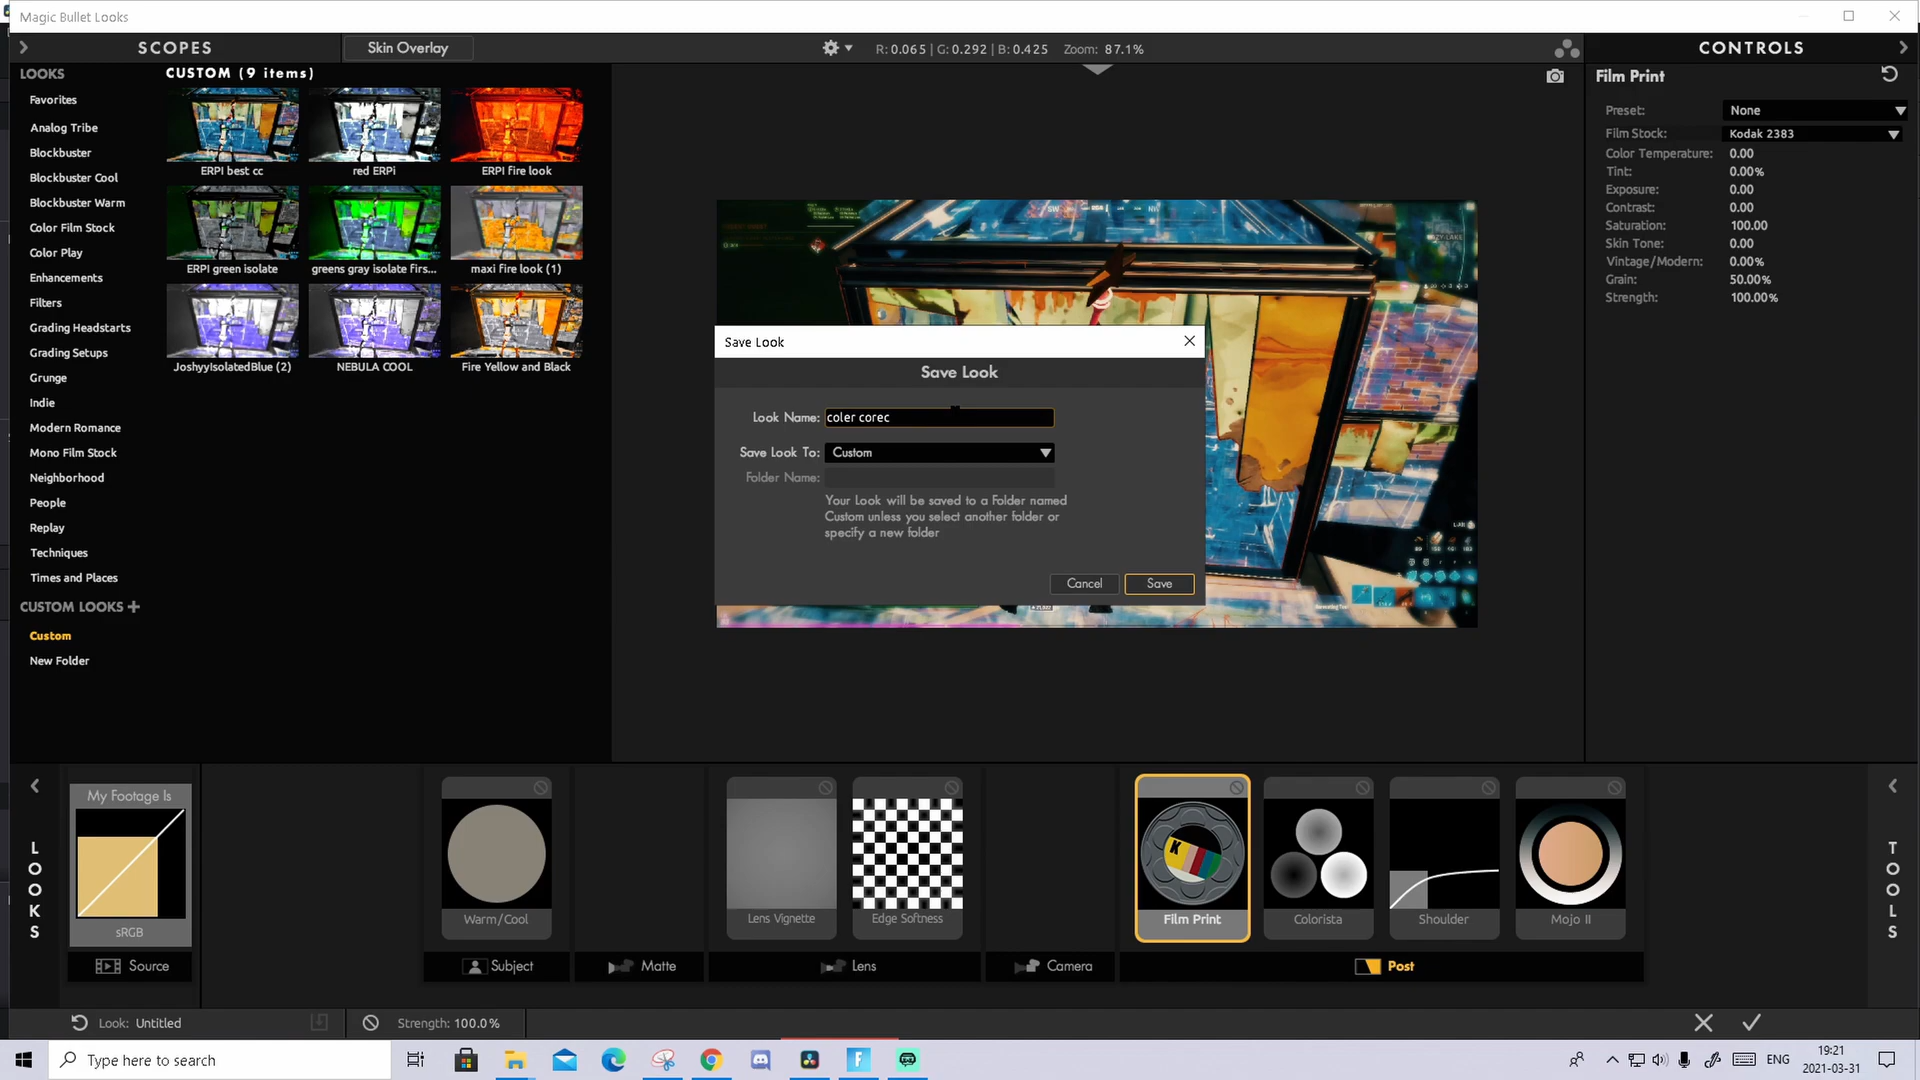 Magic Bullet Looks
SCOPES
Skin Overlay
R: 0.065 | G: 0.292 | B: 0.425 Zoom: 87.1%
CONTROLS
LOOKS
Favorites
Analog Tribe
Blockbuster
Blockbuster Cool
Blockbuster Warm
Color Film Stock
Color Play
Enhancements
Filters
Grading Headstarts
Grading Setups
Grunge
Indie
Modern Romance
Mono Film Stock
Neighborhood
People
Replay
Techniques
Times and Places
CUSTOM LOOKS +
Custom
New Folder
CUSTOM (9 items)
ERPI best cc
red ERPi
ERPI fire look
ERPI green isolate
greens gray isolate firs...
maxi fire look (1)
JoshyyIsolatedBlue (2)
NEBULA COOL
Fire Yellow and Black
Save Look
Save Look
Look Name: coler corec
Save Look To: Custom
Folder Name:
Your Look will be saved to a Folder named
Custom unless you select another folder or
specify a new folder
Cancel
Save
Film Print
Preset: None
Film Stock: Kodak 2383
Color Temperature: 0.00
Tint: 0.00%
Exposure: 0.00
Contrast: 0.00
Saturation: 100.00
Skin Tone: 0.00
Vintage/Modern: 0.00%
Grain: 50.00%
Strength: 100.00%
LOOKS
My Footage Is
sRGB
Source
Warm/Cool
Subject
Matte
Lens Vignette
Edge Softness
Lens
Camera
K
Film Print
Colorista
Shoulder
Mojo II
Post
TOOLS
Look: Untitled
Strength: 100.0%
Type here to search
ENG
19:21
2021-03-31